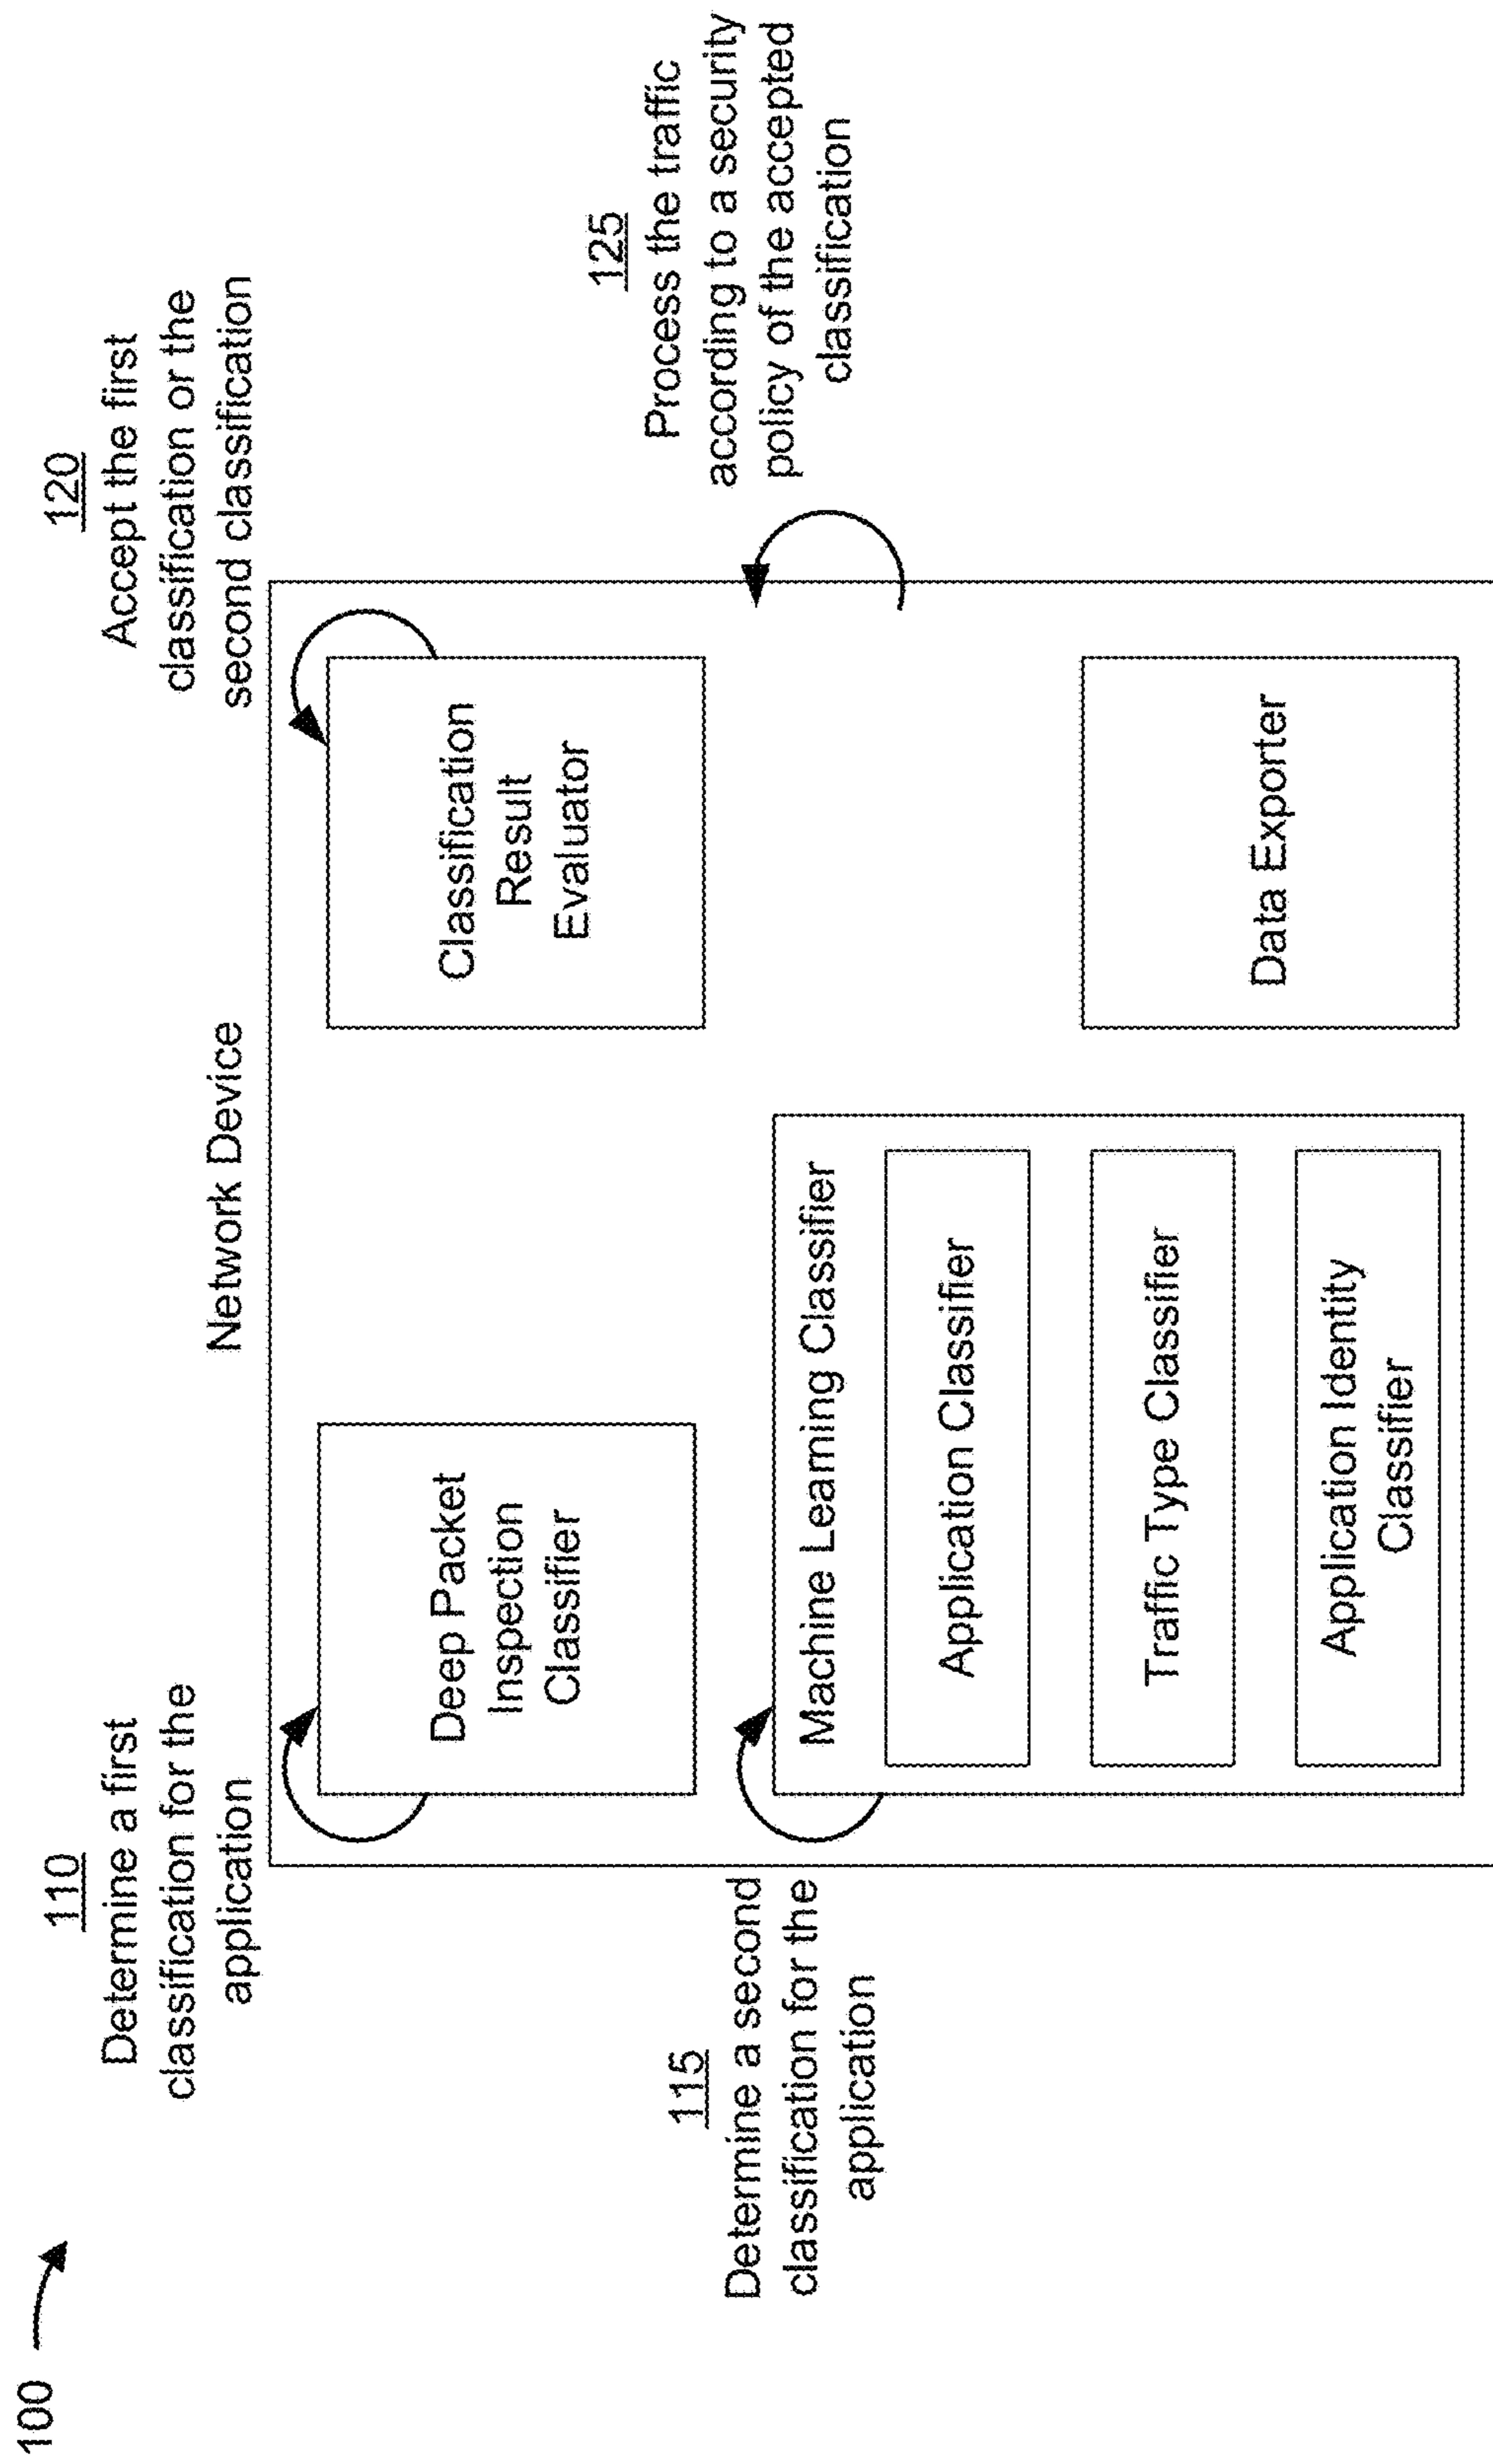 100
110
Determine a first
classification for the
application
Network Device
120
Accept the first
classification or the
second classification
Deep Packet
Inspection
Classifier
Classification
Result
Evaluator
115
Determine a second
classification for the
application
Machine Learning Classifier
Application Classifier
Traffic Type Classifier
Application Identity
Classifier
Data Exporter
125
Process the traffic
according to a security
policy of the accepted
classification